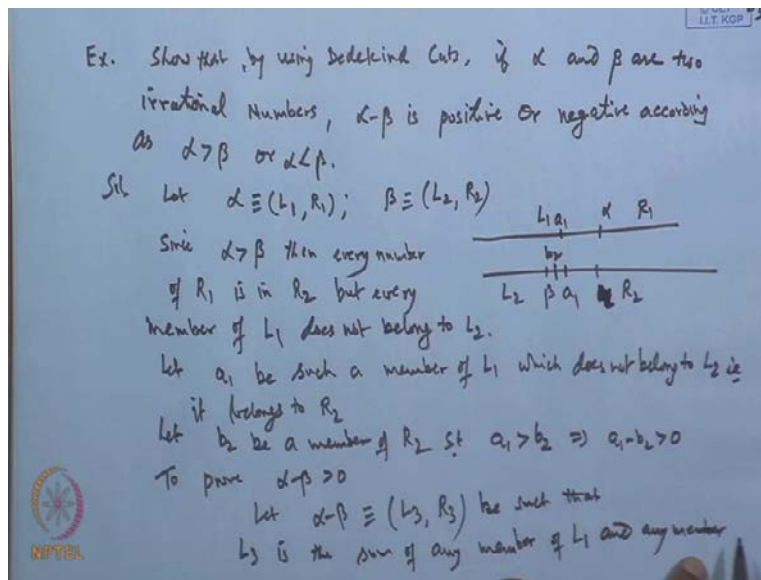 I.I.T. KGP
Ex. Show that, by using Dedekind Cuts, if α and β are two
irrational Numbers, α-β is positive or negative according
as α>β or α<β.
Sol. Let α ≡ (L1, R1); β ≡ (L2, R2)
Since α>β then every number
of R1 is in R2 but every
member of L1 does not belong to L2.
L1 a1 α R1
b2
L2 β a1 R2
Let a1 be such a member of L1 which does not belong to L2 ie
it belongs to R2
Let b2 be a member of R2 St a1 > b2 ⇒ a1-b2 > 0
To prove α-β > 0
Let α-β ≡ (L3, R3) be such that
L3 is the sum of any member of L1 and any member
NPTEL